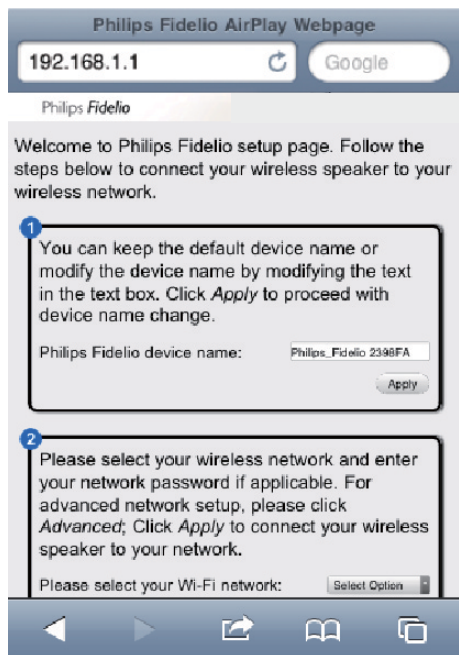 Philips Fidelio AirPlay Webpage
192.168.1.1
Google
Philips Fidelio
Welcome to Philips Fidelio setup page. Follow the
steps below to connect your wireless speaker to your
wireless network.
1
You can keep the default device name or
modify the device name by modifying the text
in the text box. Click Apply to proceed with
device name change.
Philips Fidelio device name: Philips_Fidelio 2398FA
Apply
2
Please select your wireless network and enter
your network password if applicable. For
advanced network setup, please click
Advanced; Click Apply to connect your wireless
speaker to your network.
Please select your Wi-Fi network: Select Option